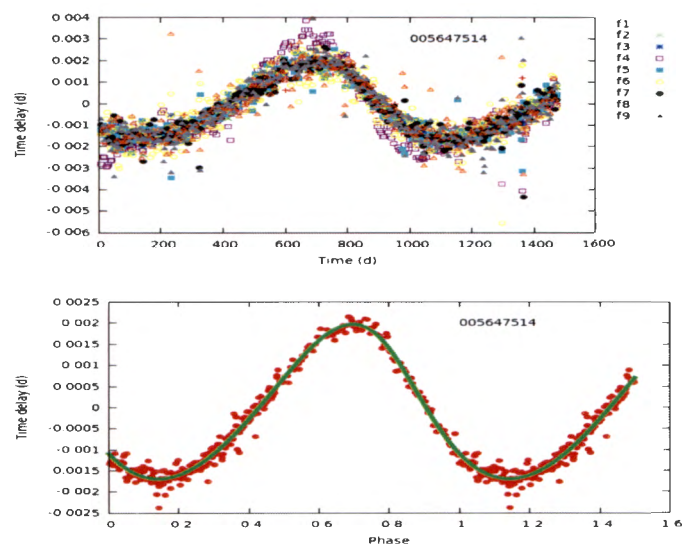 0 004
0 003
0 002
0 001
0
-0 001
-0 002
-0 003
-0 004
-0 005
-0 006
Time delay (d)
005647514
f1
f2
f3
f4
f5
f6
f7
f8
f9
0 200 400 600 800 1000 1200 1400 1600
Time (d)
0 0025
0 002
0 0015
0 001
0 0005
0
-0 0005
-0 001
-0 0015
-0 002
-0 0025
Time delay (d)
005647514
0 0 2 0 4 0 6 0 8 1 1 2 1 4 1 6
Phase